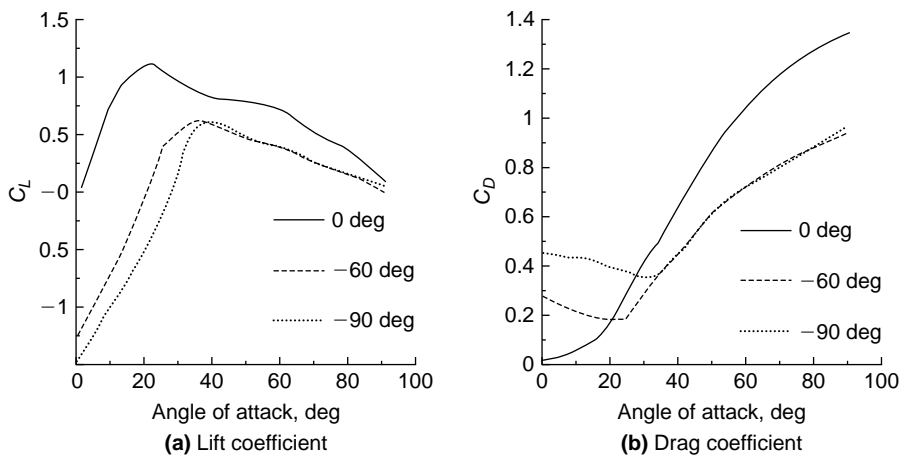 1.5
1
0.5
−0
0.5
−1
C_L
0 deg
−60 deg
−90 deg
0 20 40 60 80 100
Angle of attack, deg
(a) Lift coefficient
1.4
1.2
1
0.8
0.6
0.4
0.2
0
C_D
0 deg
−60 deg
−90 deg
0 20 40 60 80 100
Angle of attack, deg
(b) Drag coefficient